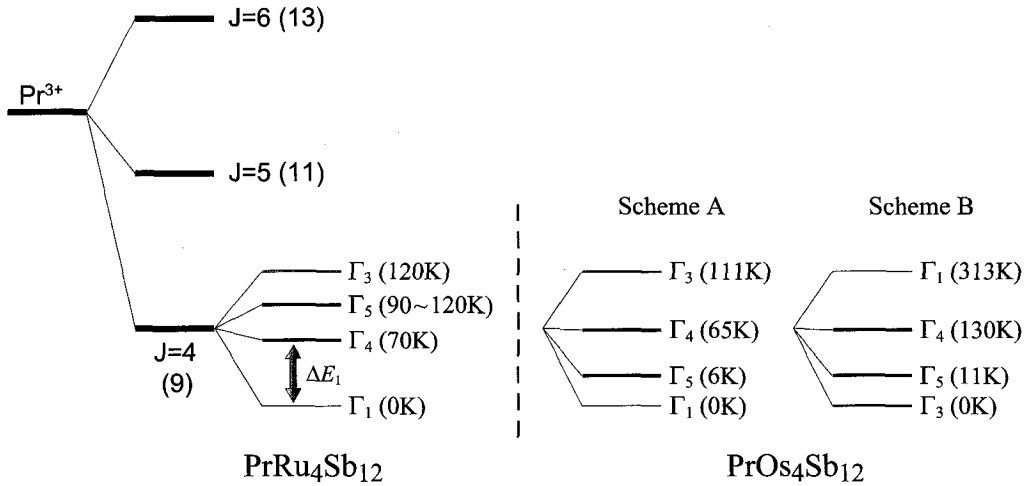 J=6 (13)
Pr³⁺
J=5 (11)
J=4
(9)
Γ₃ (120K)
Γ₅ (90~120K)
Γ₄ (70K)
ΔE₁
Γ₁ (0K)
PrRu₄Sb₁₂
Scheme A
Γ₃ (111K)
Γ₄ (65K)
Γ₅ (6K)
Γ₁ (0K)
Scheme B
Γ₁ (313K)
Γ₄ (130K)
Γ₅ (11K)
Γ₃ (0K)
PrOs₄Sb₁₂